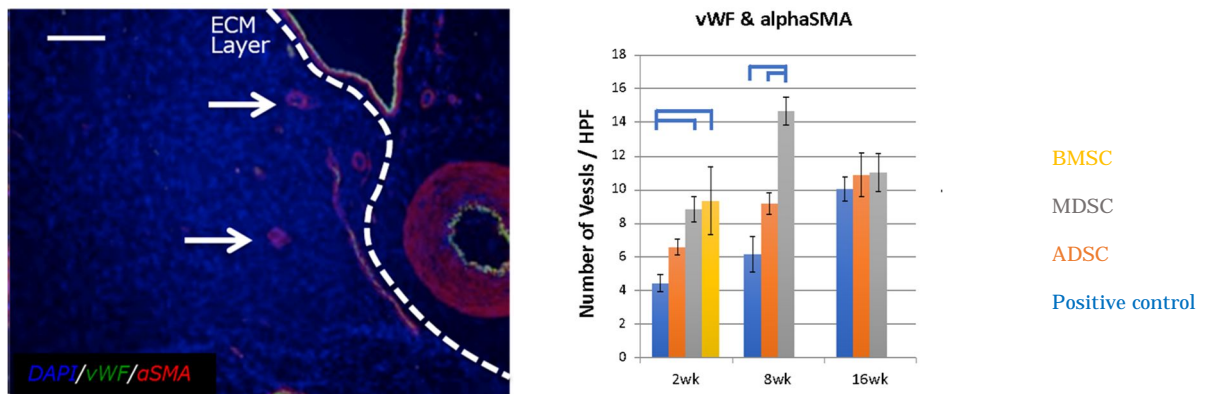 ECM
Layer
DAPI/vWF/αSMA
vWF & alphaSMA
Number of Vessls / HPF
18
16
14
12
10
8
6
4
2
0
2wk 8wk 16wk
BMSC
MDSC
ADSC
Positive control